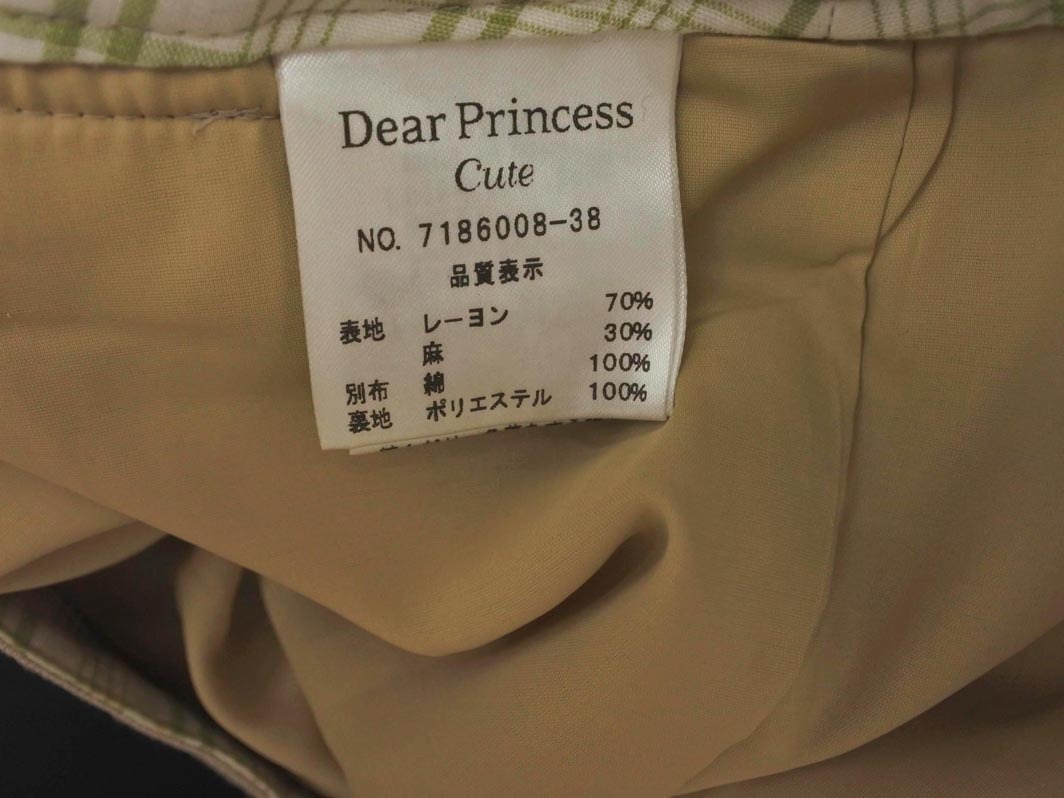 Dear Princess
Cute
NO. 7186008-38
品質表示
表地 レーヨン 70%
麻 30%
別布 綿 100%
裏地 ポリエステル 100%